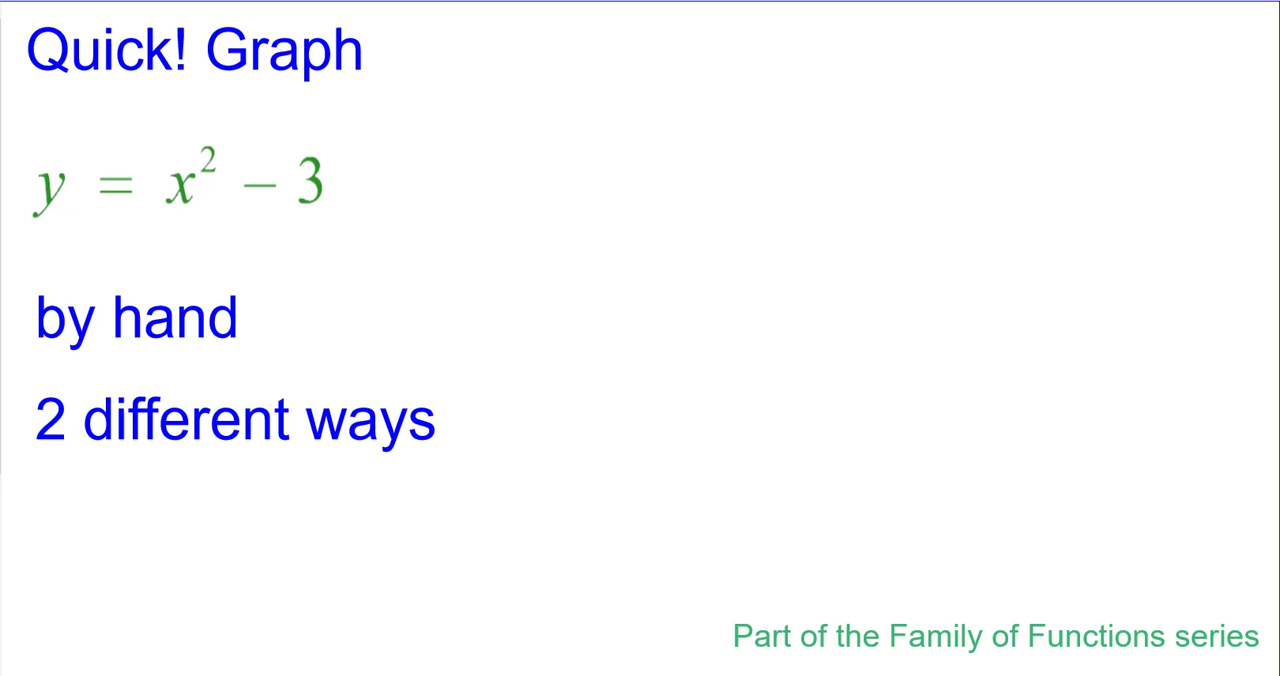 Quick! Graph
y = x² − 3
by hand
2 different ways
Part of the Family of Functions series